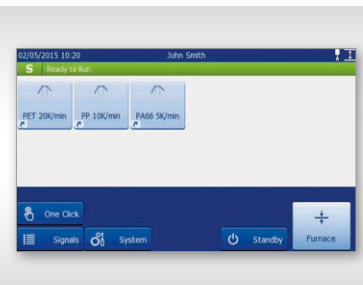 02/05/2015 10:20 John Smith
S Ready to Run
PET 20K/min PP 10K/min PA66 5K/min
One Click
Signals System Standby Furnace